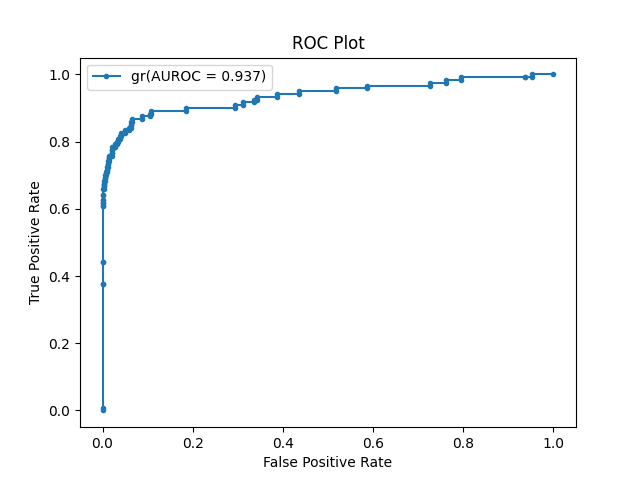 ROC Plot
gr(AUROC = 0.937)
True Positive Rate
1.0
0.8
0.6
0.4
0.2
0.0
0.0 0.2 0.4 0.6 0.8 1.0
False Positive Rate